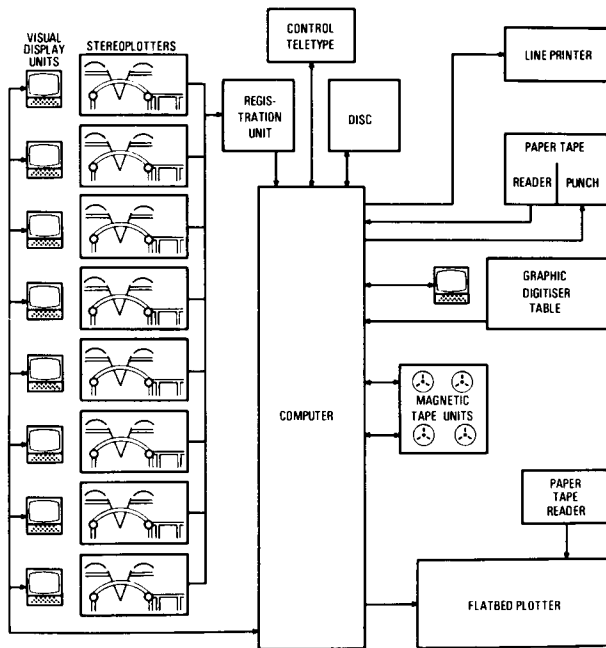 VISUAL
DISPLAY
UNITS
STEREOPLOTTERS
CONTROL
TELETYPE
REGIS-
TRATION
UNIT
DISC
LINE PRINTER
PAPER TAPE
READER PUNCH
GRAPHIC
DIGITISER
TABLE
COMPUTER
MAGNETIC
TAPE UNITS
PAPER
TAPE
READER
FLATBED PLOTTER